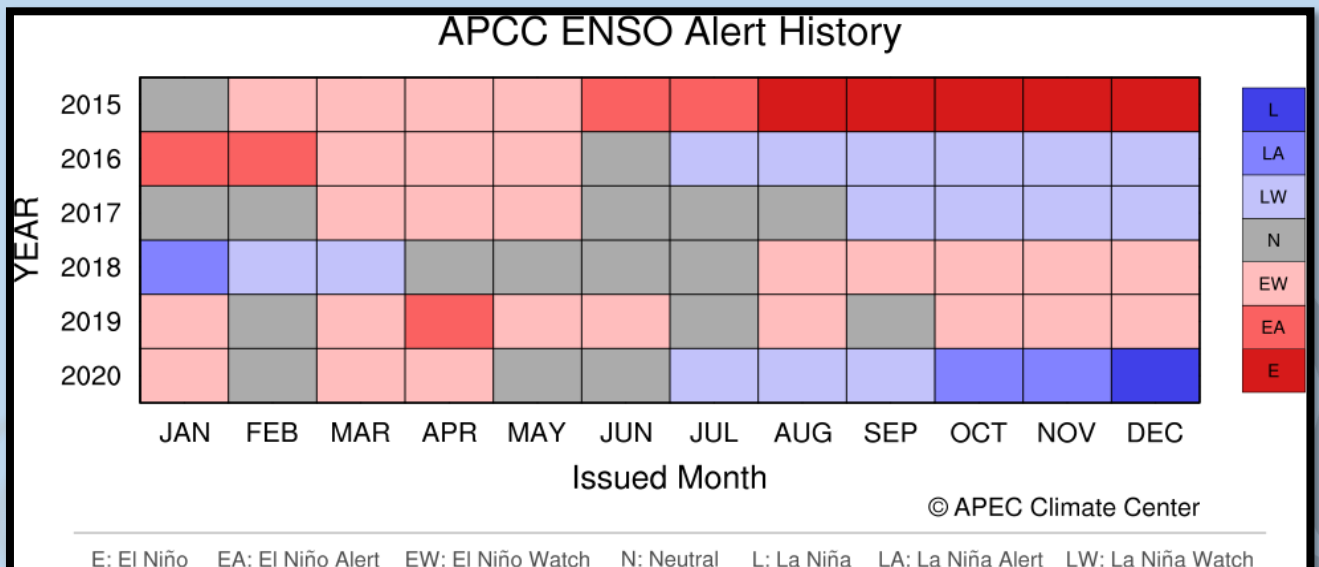 APCC ENSO Alert History
YEAR
2015
2016
2017
2018
2019
2020
JAN FEB MAR APR MAY JUN JUL AUG SEP OCT NOV DEC
Issued Month
L
LA
LW
N
EW
EA
E
© APEC Climate Center
E: El Niño EA: El Niño Alert EW: El Niño Watch N: Neutral L: La Niña LA: La Niña Alert LW: La Niña Watch